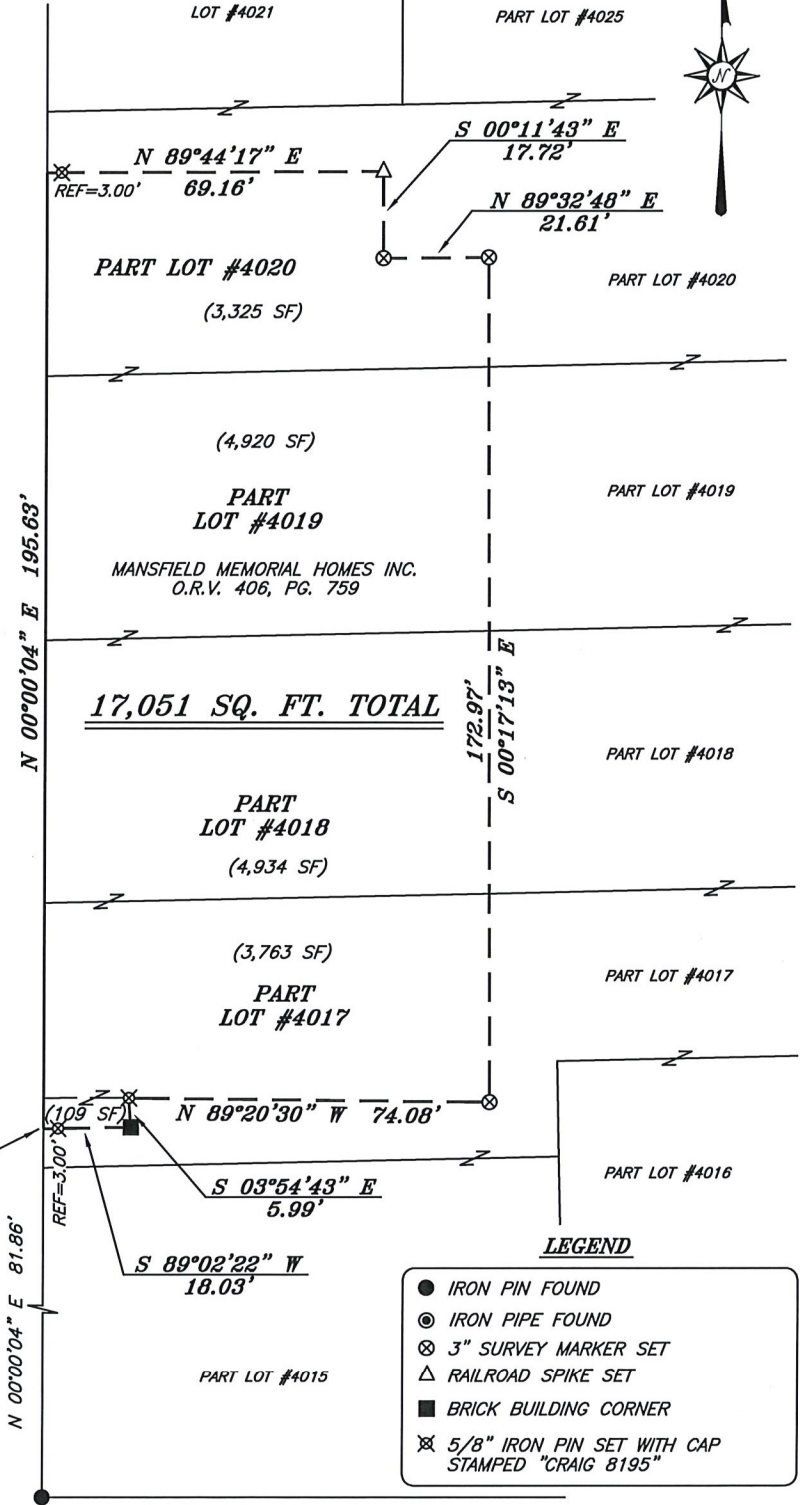 LOT #4021
PART LOT #4025
N
S 00°11'43" E
17.72'
N 89°44'17" E
69.16'
REF=3.00'
N 89°32'48" E
21.61'
PART LOT #4020
(3,325 SF)
PART LOT #4020
(4,920 SF)
PART
LOT #4019
PART LOT #4019
MANSFIELD MEMORIAL HOMES INC.
O.R.V. 406, PG. 759
N 00°00'04" E 195.63'
17,051 SQ. FT. TOTAL
172.97'
S 00°17'13" E
PART LOT #4018
PART
LOT #4018
(4,934 SF)
(3,763 SF)
PART
LOT #4017
PART LOT #4017
(109 SF)
N 89°20'30" W 74.08'
REF=3.00'
S 03°54'43" E
5.99'
PART LOT #4016
S 89°02'22" W
18.03'
N 00°00'04" E 81.86'
PART LOT #4015
LEGEND
IRON PIN FOUND
IRON PIPE FOUND
3" SURVEY MARKER SET
RAILROAD SPIKE SET
BRICK BUILDING CORNER
5/8" IRON PIN SET WITH CAP
STAMPED "CRAIG 8195"